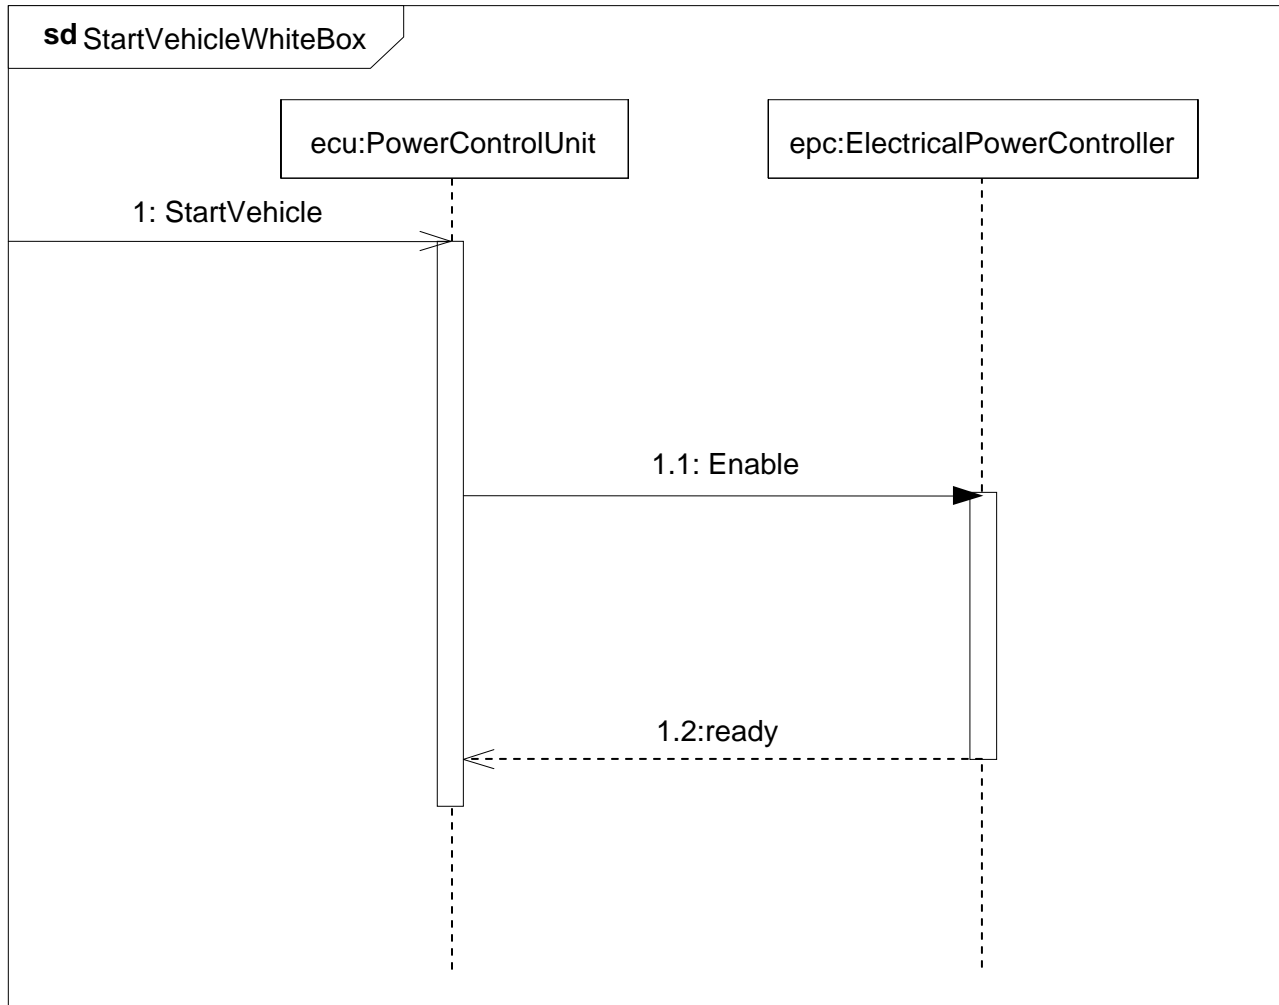 sd StartVehicleWhiteBox
ecu:PowerControlUnit
epc:ElectricalPowerController
1: StartVehicle
1.1: Enable
1.2:ready